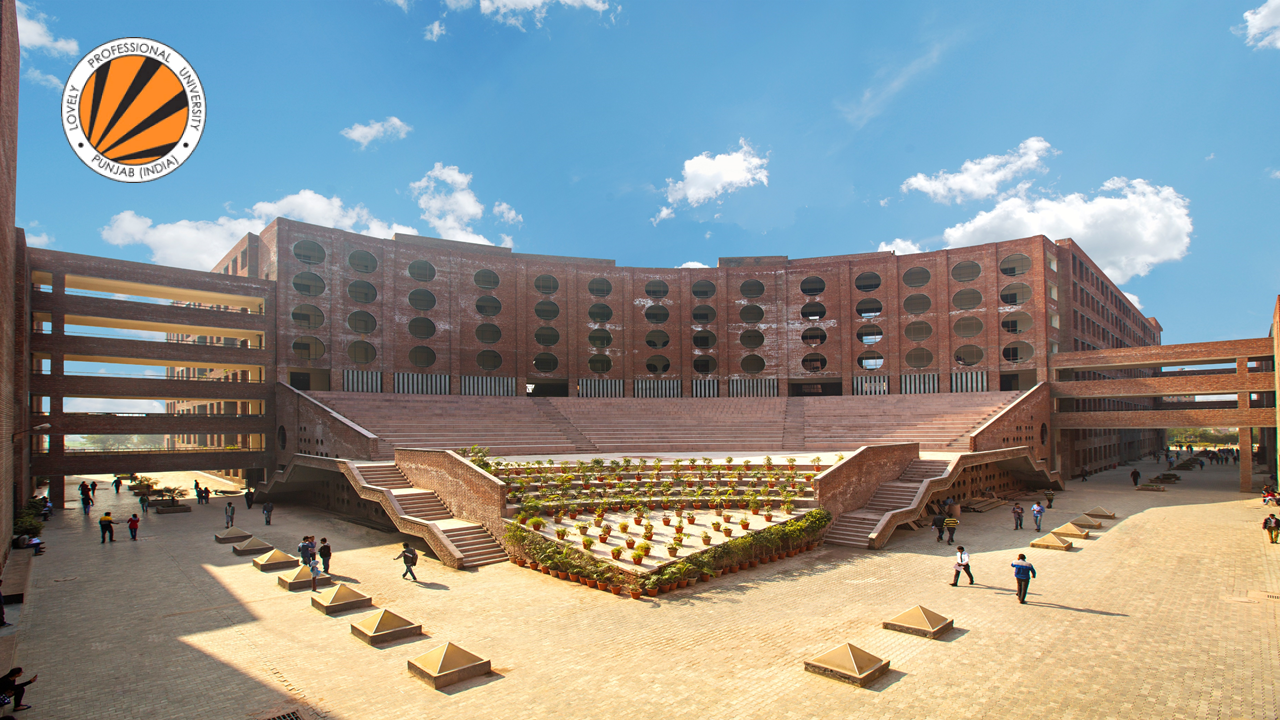 LOVELY PROFESSIONAL UNIVERSITY
PUNJAB (INDIA)